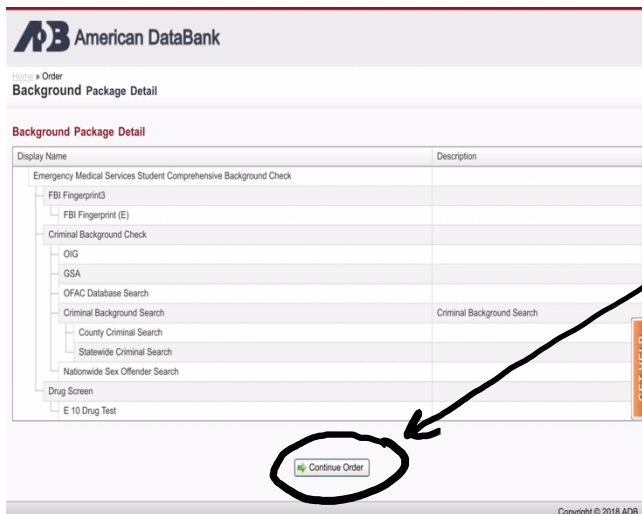 ADB American DataBank
Home » Order
Background Package Detail
Background Package Detail
Display Name Description
Emergency Medical Services Student Comprehensive Background Check
FBI Fingerprint3
FBI Fingerprint (E)
Criminal Background Check
OIG
GSA
OFAC Database Search
Criminal Background Search Criminal Background Search
County Criminal Search
Statewide Criminal Search
Nationwide Sex Offender Search
Drug Screen
E 10 Drug Test
GET HELP
Continue Order
Copyright © 2018 ADB